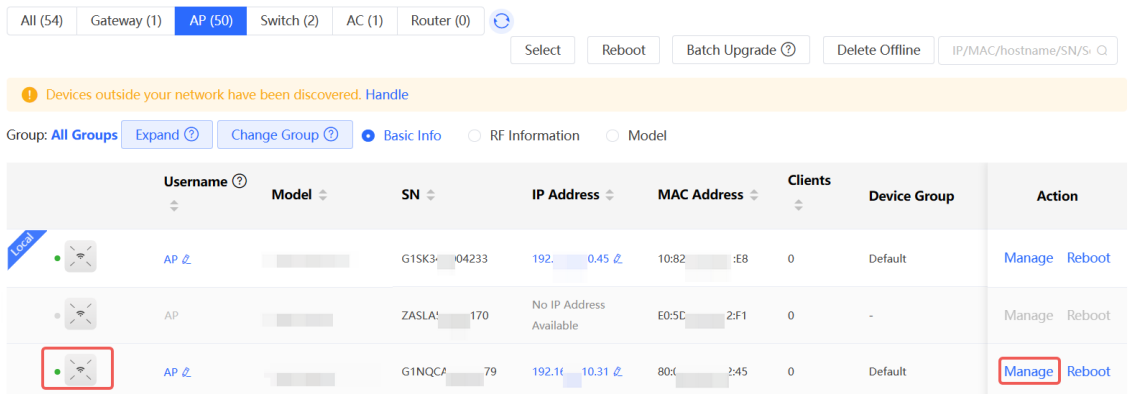 All (54) Gateway (1) AP (50) Switch (2) AC (1) Router (0)
Select Reboot Batch Upgrade ? Delete Offline IP/MAC/hostname/SN/S
! Devices outside your network have been discovered. Handle
Group: All Groups Expand ? Change Group ? Basic Info RF Information Model
Username ? Model SN IP Address MAC Address Clients Device Group Action
Local AP G1SK3 04233 192. 0.45 10:82 :E8 0 Default Manage Reboot
AP ZASLA 170 No IP Address Available E0:5D 2:F1 0 - Manage Reboot
AP G1NQCA 79 192.16 10.31 80: 2:45 0 Default Manage Reboot